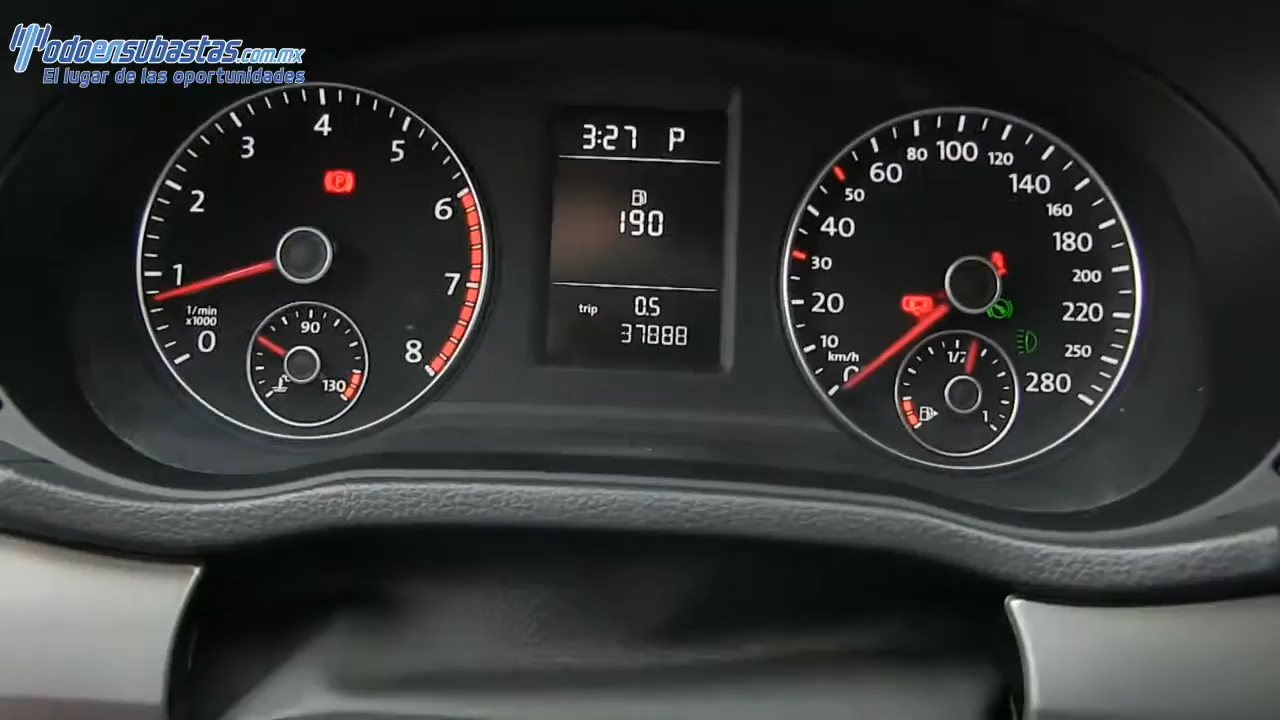 Todoensubastas.com.mx
El lugar de las oportunidades
3:27 P
190
trip 0.5
37888
0 1 2 3 4 5 6 7 8
1/min
x1000
90
130
0 10 20 30 40 50 60 80 100 120 140 160 180 200 220 250 280
km/h
1/2
1
P